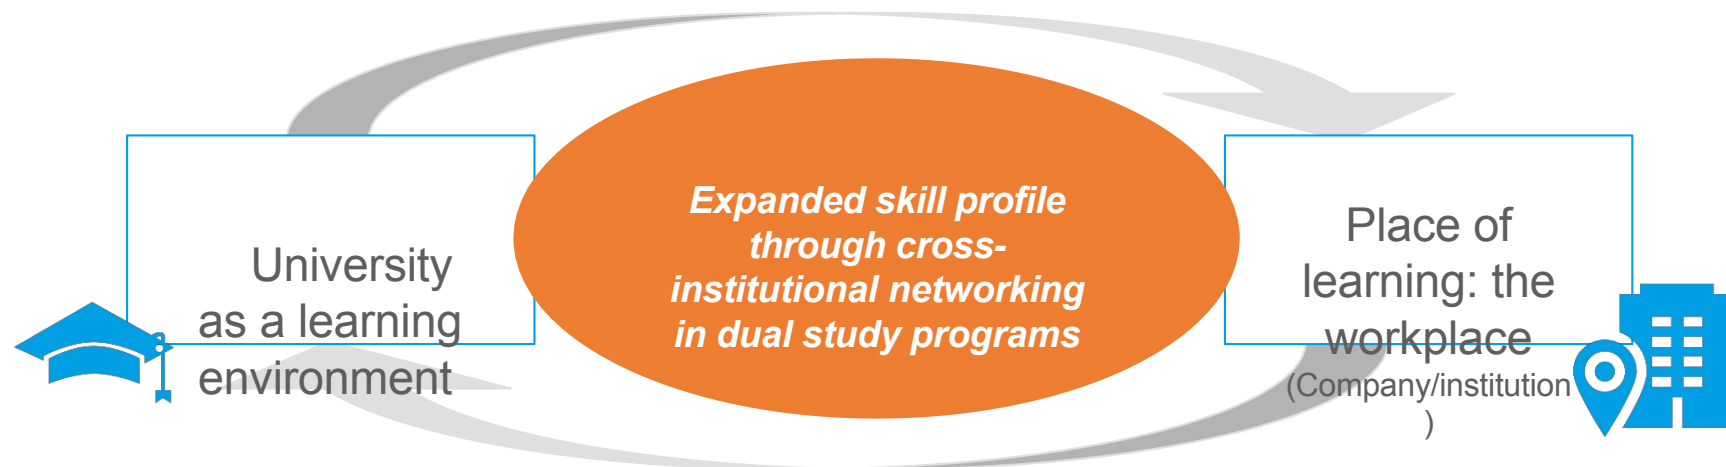 University
as a learning
environment
Expanded skill profile
through cross-
institutional networking
in dual study programs
Place of
learning: the
workplace
(Company/institution
)